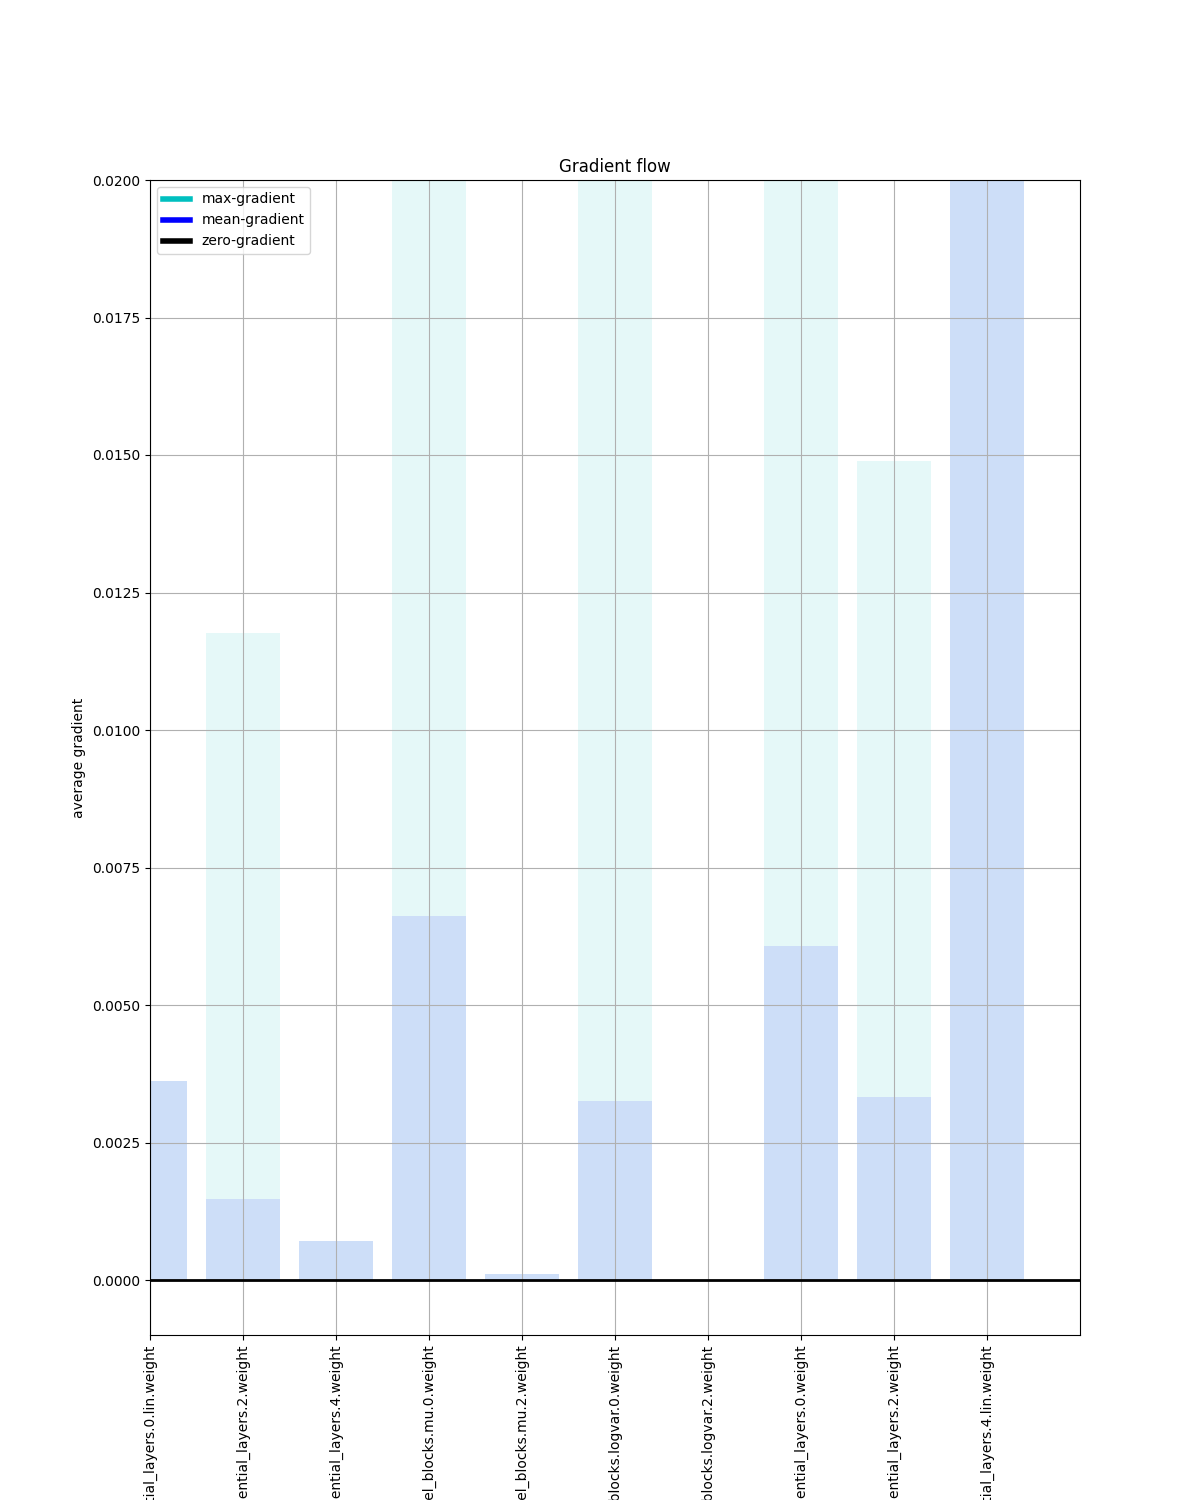 Gradient flow
max-gradient
mean-gradient
zero-gradient
0.0200
0.0175
0.0150
0.0125
0.0100
0.0075
0.0050
0.0025
0.0000
average gradient
tial_layers.0.lin.weight
ential_layers.2.weight
ential_layers.4.weight
el_blocks.mu.0.weight
el_blocks.mu.2.weight
blocks.logvar.0.weight
blocks.logvar.2.weight
ential_layers.0.weight
ential_layers.2.weight
tial_layers.4.lin.weight